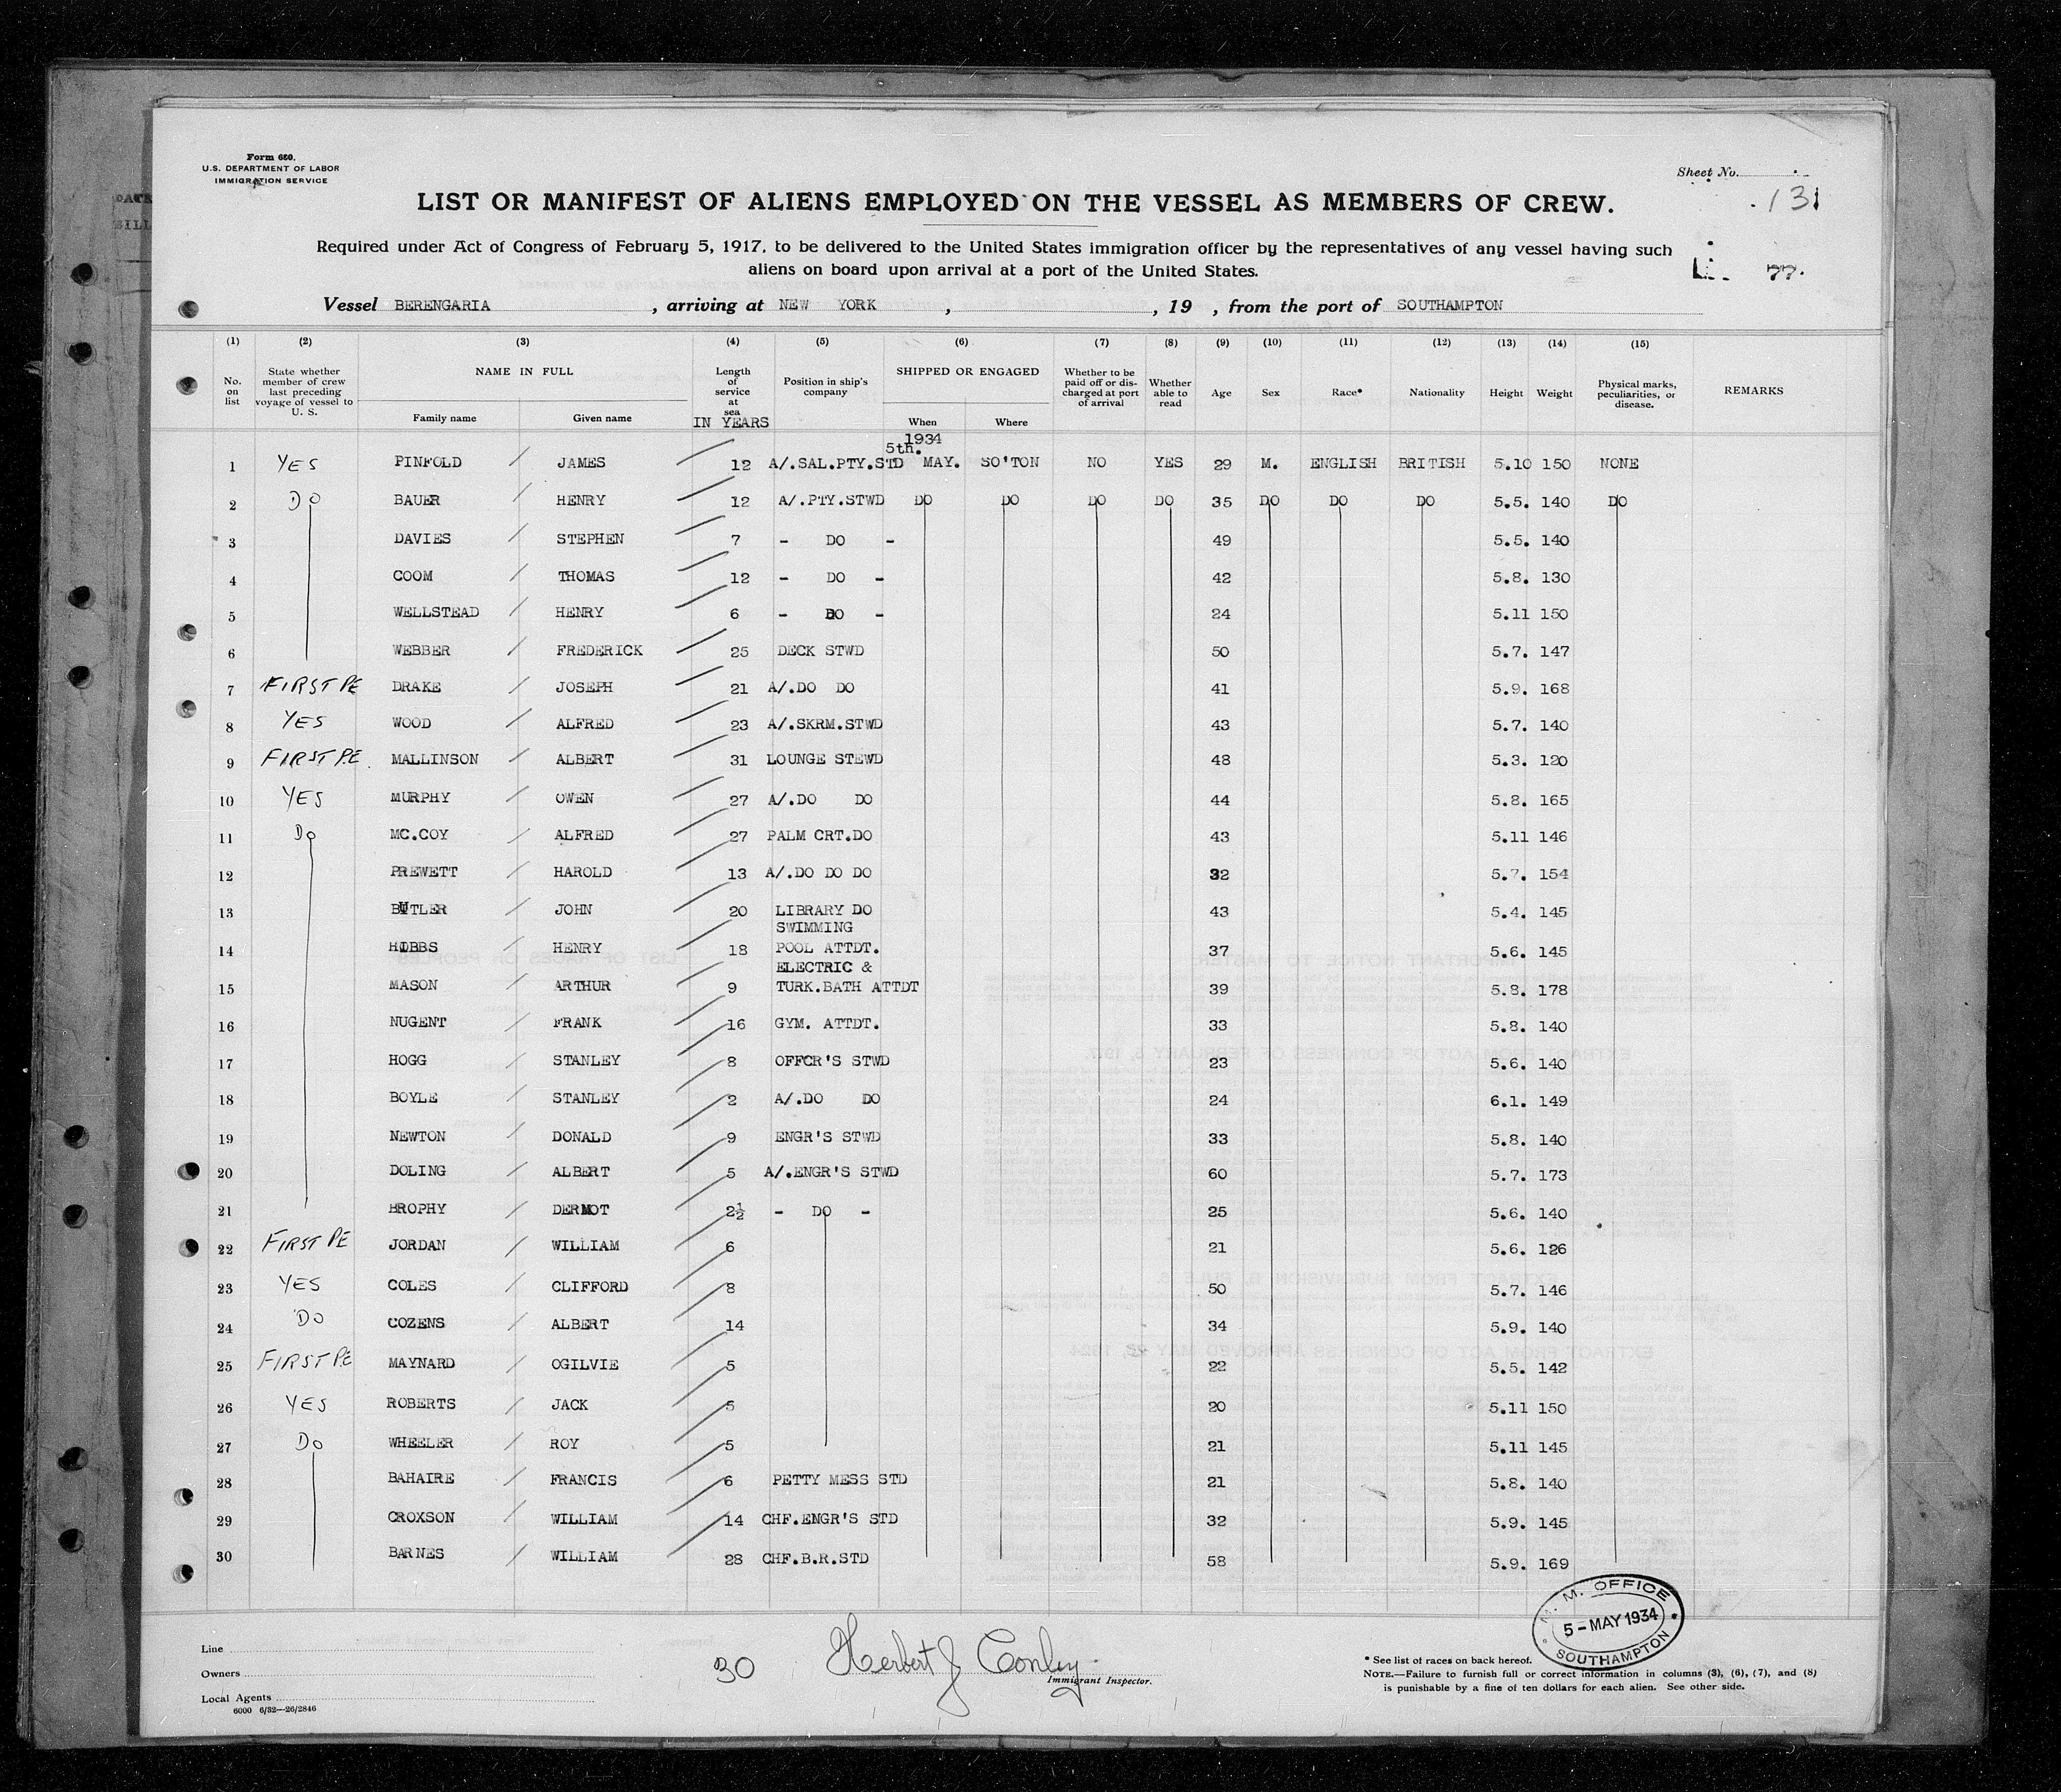 Form 680.
U.S. DEPARTMENT OF LABOR
IMMIGRATION SERVICE
Sheet No.
131
LIST OR MANIFEST OF ALIENS EMPLOYED ON THE VESSEL AS MEMBERS OF CREW.
Required under Act of Congress of February 5, 1917, to be delivered to the United States immigration officer by the representatives of any vessel having such
aliens on board upon arrival at a port of the United States.
77.
Vessel BERENGARIA , arriving at NEW YORK , , 19 , from the port of SOUTHAMPTON
(1) (2) (3) (4) (5) (6) (7) (8) (9) (10) (11) (12) (13) (14) (15)
No. on list State whether member of crew last preceding voyage of vessel to U. S. NAME IN FULL Family name Given name Length of service at sea IN YEARS Position in ship's company SHIPPED OR ENGAGED When Where Whether to be paid off or discharged at port of arrival Whether able to read Age Sex Race* Nationality Height Weight Physical marks, peculiarities, or disease. REMARKS
1934
5th.
1 YES PINFOLD / JAMES 12 A/.SAL.PTY.STD MAY. SO'TON NO YES 29 M. ENGLISH BRITISH 5.10 150 NONE
2 DO BAUER / HENRY 12 A/.PTY.STWD DO DO DO DO 35 DO DO DO 5.5. 140 DO
3 DAVIES / STEPHEN 7 - DO - 49 5.5. 140
4 COOM / THOMAS 12 - DO - 42 5.8. 130
5 WELLSTEAD / HENRY 6 - DO - 24 5.11 150
6 WEBBER / FREDERICK 25 DECK STWD 50 5.7. 147
7 FIRST PE DRAKE / JOSEPH 21 A/.DO DO 41 5.9. 168
8 YES WOOD / ALFRED 23 A/.SKRM.STWD 43 5.7. 140
9 FIRST P.E. MALLINSON / ALBERT 31 LOUNGE STEWD 48 5.3. 120
10 YES MURPHY / OWEN 27 A/.DO DO 44 5.8. 165
11 Do MC.COY / ALFRED 27 PALM CRT.DO 43 5.11 146
12 PREWETT / HAROLD 13 A/.DO DO DO 32 5.7. 154
13 BUTLER / JOHN 20 LIBRARY DO 43 5.4. 145
SWIMMING
14 HOBBS / HENRY 18 POOL ATTDT. 37 5.6. 145
ELECTRIC &
15 MASON / ARTHUR 9 TURK.BATH ATTDT 39 5.8. 178
16 NUGENT / FRANK 16 GYM. ATTDT. 33 5.8. 140
17 HOGG / STANLEY 8 OFFCR'S STWD 23 5.6. 140
18 BOYLE / STANLEY 2 A/.DO DO 24 6.1. 149
19 NEWTON / DONALD 9 ENGR'S STWD 33 5.8. 140
20 DOLING / ALBERT 5 A/.ENGR'S STWD 60 5.7. 173
21 BROPHY / DERMOT 2½ - DO - 25 5.6. 140
22 FIRST PE JORDAN / WILLIAM 6 21 5.6. 126
23 YES COLES / CLIFFORD 8 50 5.7. 146
24 DO COZENS / ALBERT 14 34 5.9. 140
25 FIRST P.E MAYNARD / OGILVIE 5 22 5.5. 142
26 YES ROBERTS / JACK 5 20 5.11 150
27 Do WHEELER / ROY 5 21 5.11 145
28 BAHAIRE / FRANCIS 6 PETTY MESS STD 21 5.8. 140
29 CROXSON / WILLIAM 14 CHF.ENGR'S STD 32 5.9. 145
30 BARNES / WILLIAM 28 CHF.B.R.STD 58 5.9. 169
M. M. OFFICE
5 - MAY 1934
SOUTHAMPTON
Line
Owners
Local Agents
6000 6/32—26/2846
30
Herbert J Conley
Immigrant Inspector.
* See list of races on back hereof.
NOTE.—Failure to furnish full or correct information in columns (3), (6), (7), and (8)
is punishable by a fine of ten dollars for each alien. See other side.